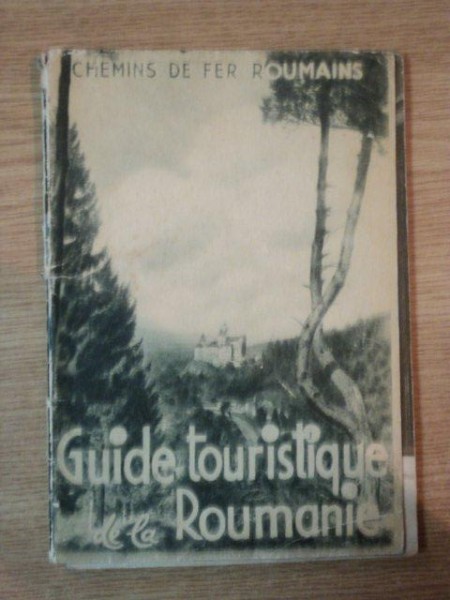 CHEMINS DE FER ROUMAINS
Guide touristique
de la Roumanie